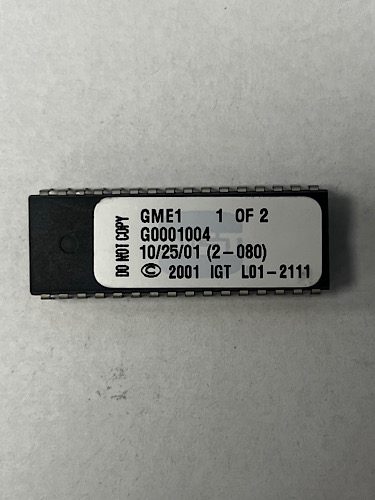 DO NOT COPY
GME1 1 OF 2
G0001004
10/25/01 (2-080)
© 2001 IGT L01-2111